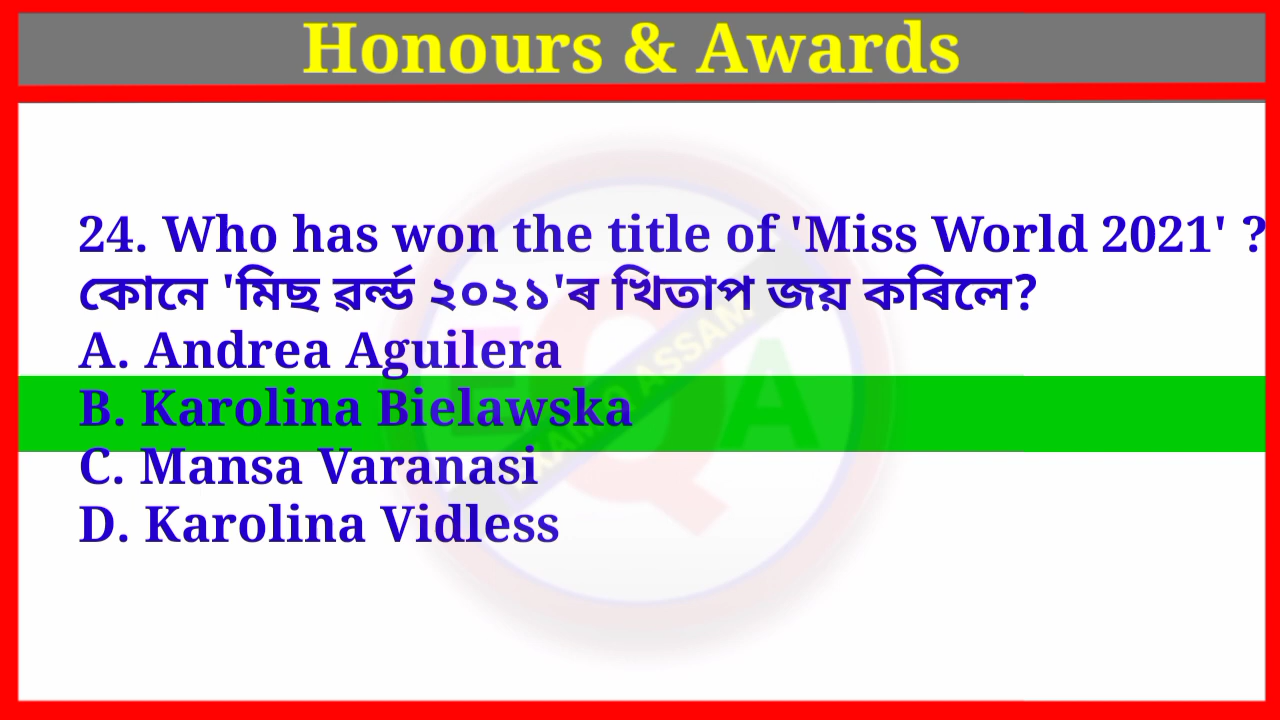 Honours & Awards
24. Who has won the title of 'Miss World 2021' ?
কোনে 'মিছ ৱৰ্ল্ড ২০২১'ৰ খিতাপ জয় কৰিলে?
A. Andrea Aguilera
B. Karolina Bielawska
C. Mansa Varanasi
D. Karolina Vidless